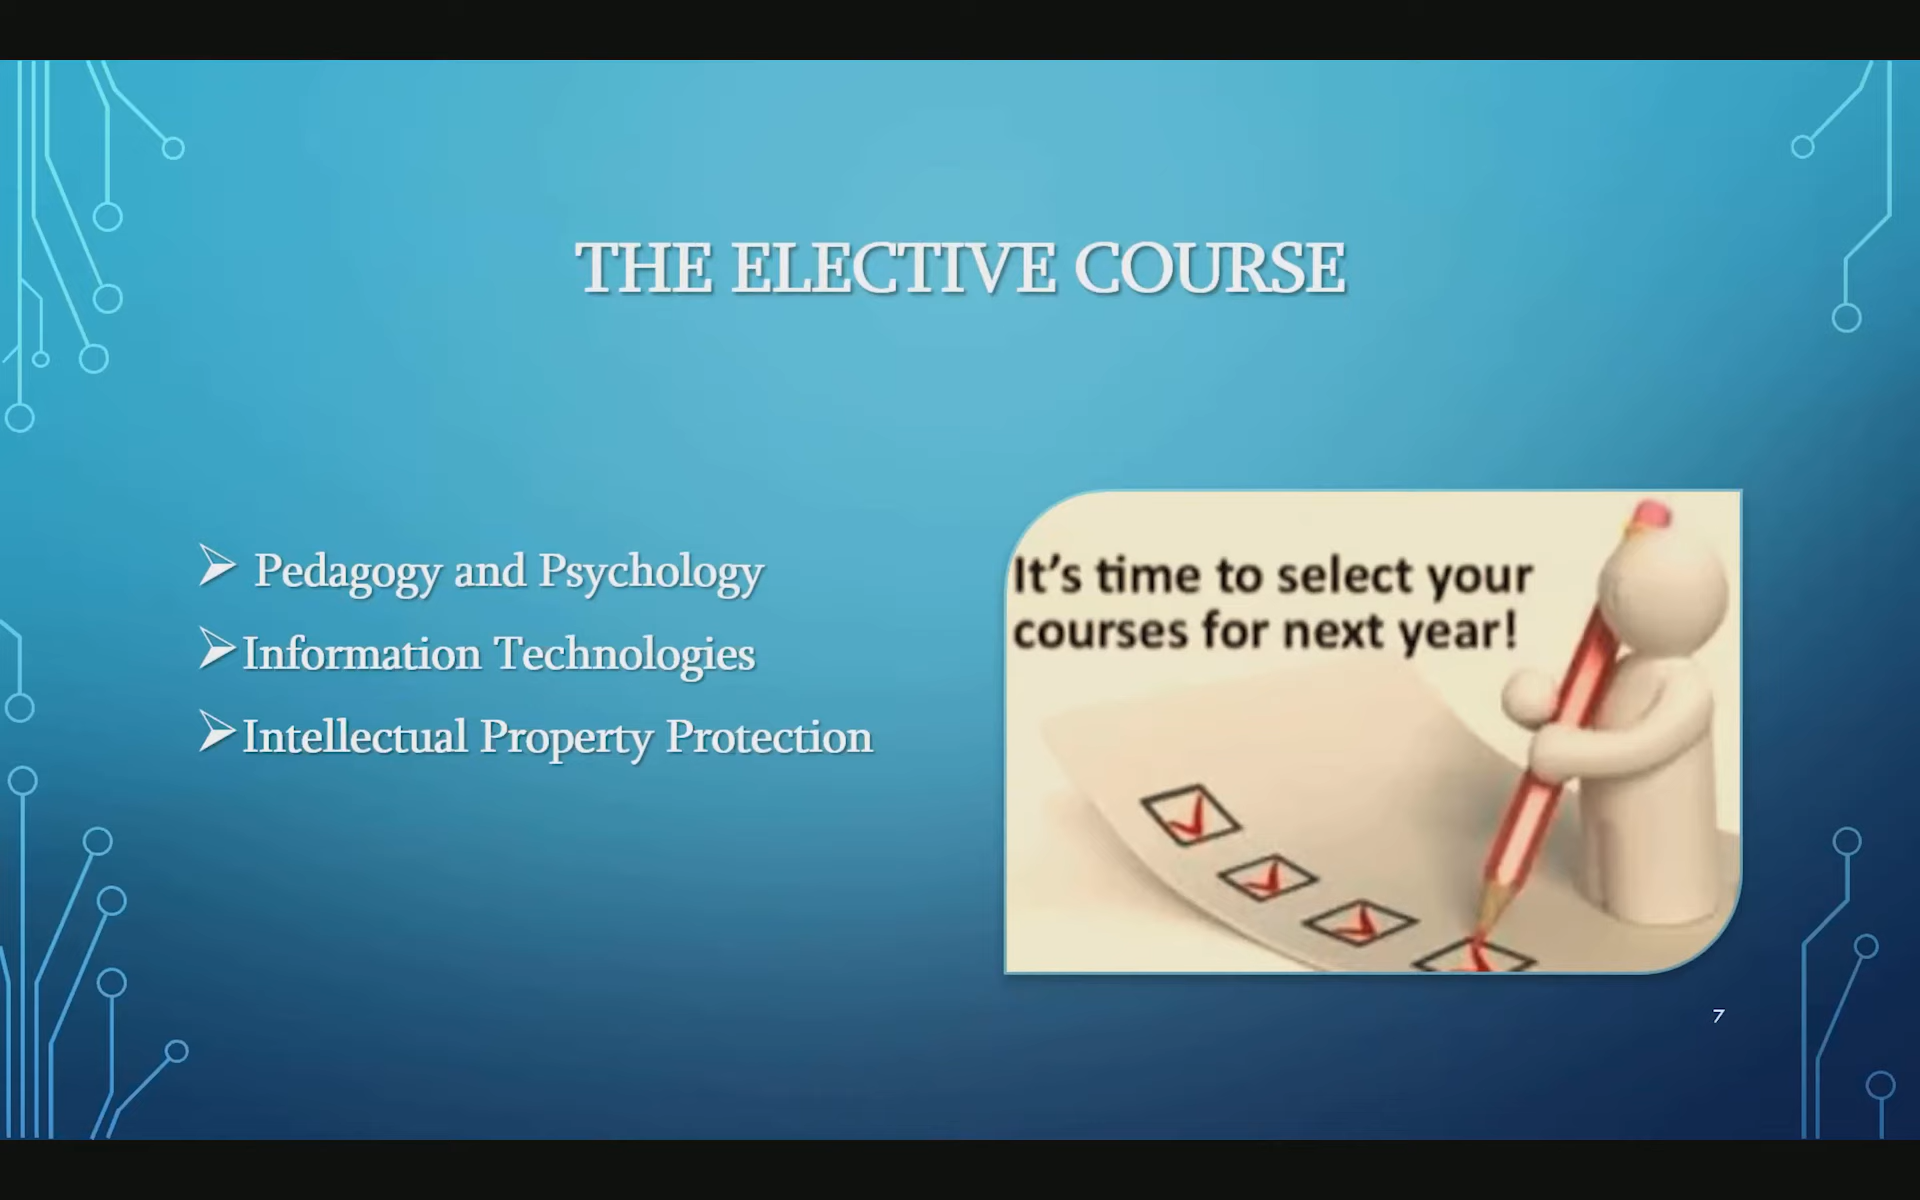 THE ELECTIVE COURSE
Pedagogy and Psychology
Information Technologies
Intellectual Property Protection
It's time to select your
courses for next year!
7